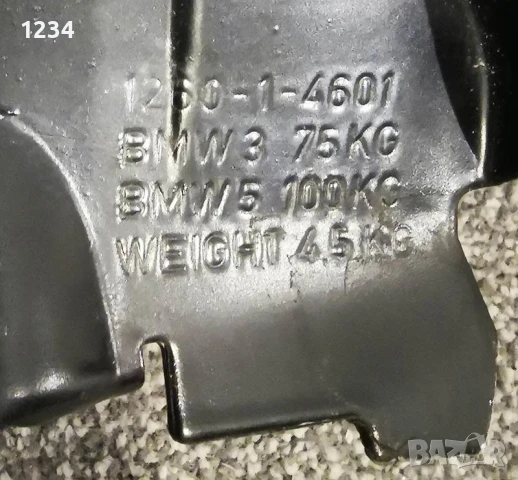 1234
1260-1-4601
BMW3 75KG
BMW5 100KG
WEIGHT 4.5KG
BAZAR